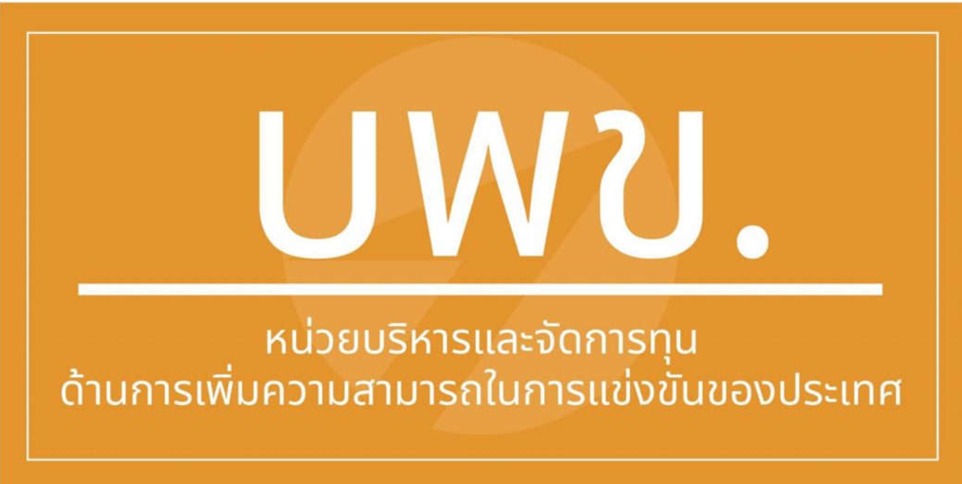 บพข.
หน่วยบริหารและจัดการทุน
ด้านการเพิ่มความสามารถในการแข่งขันของประเทศ